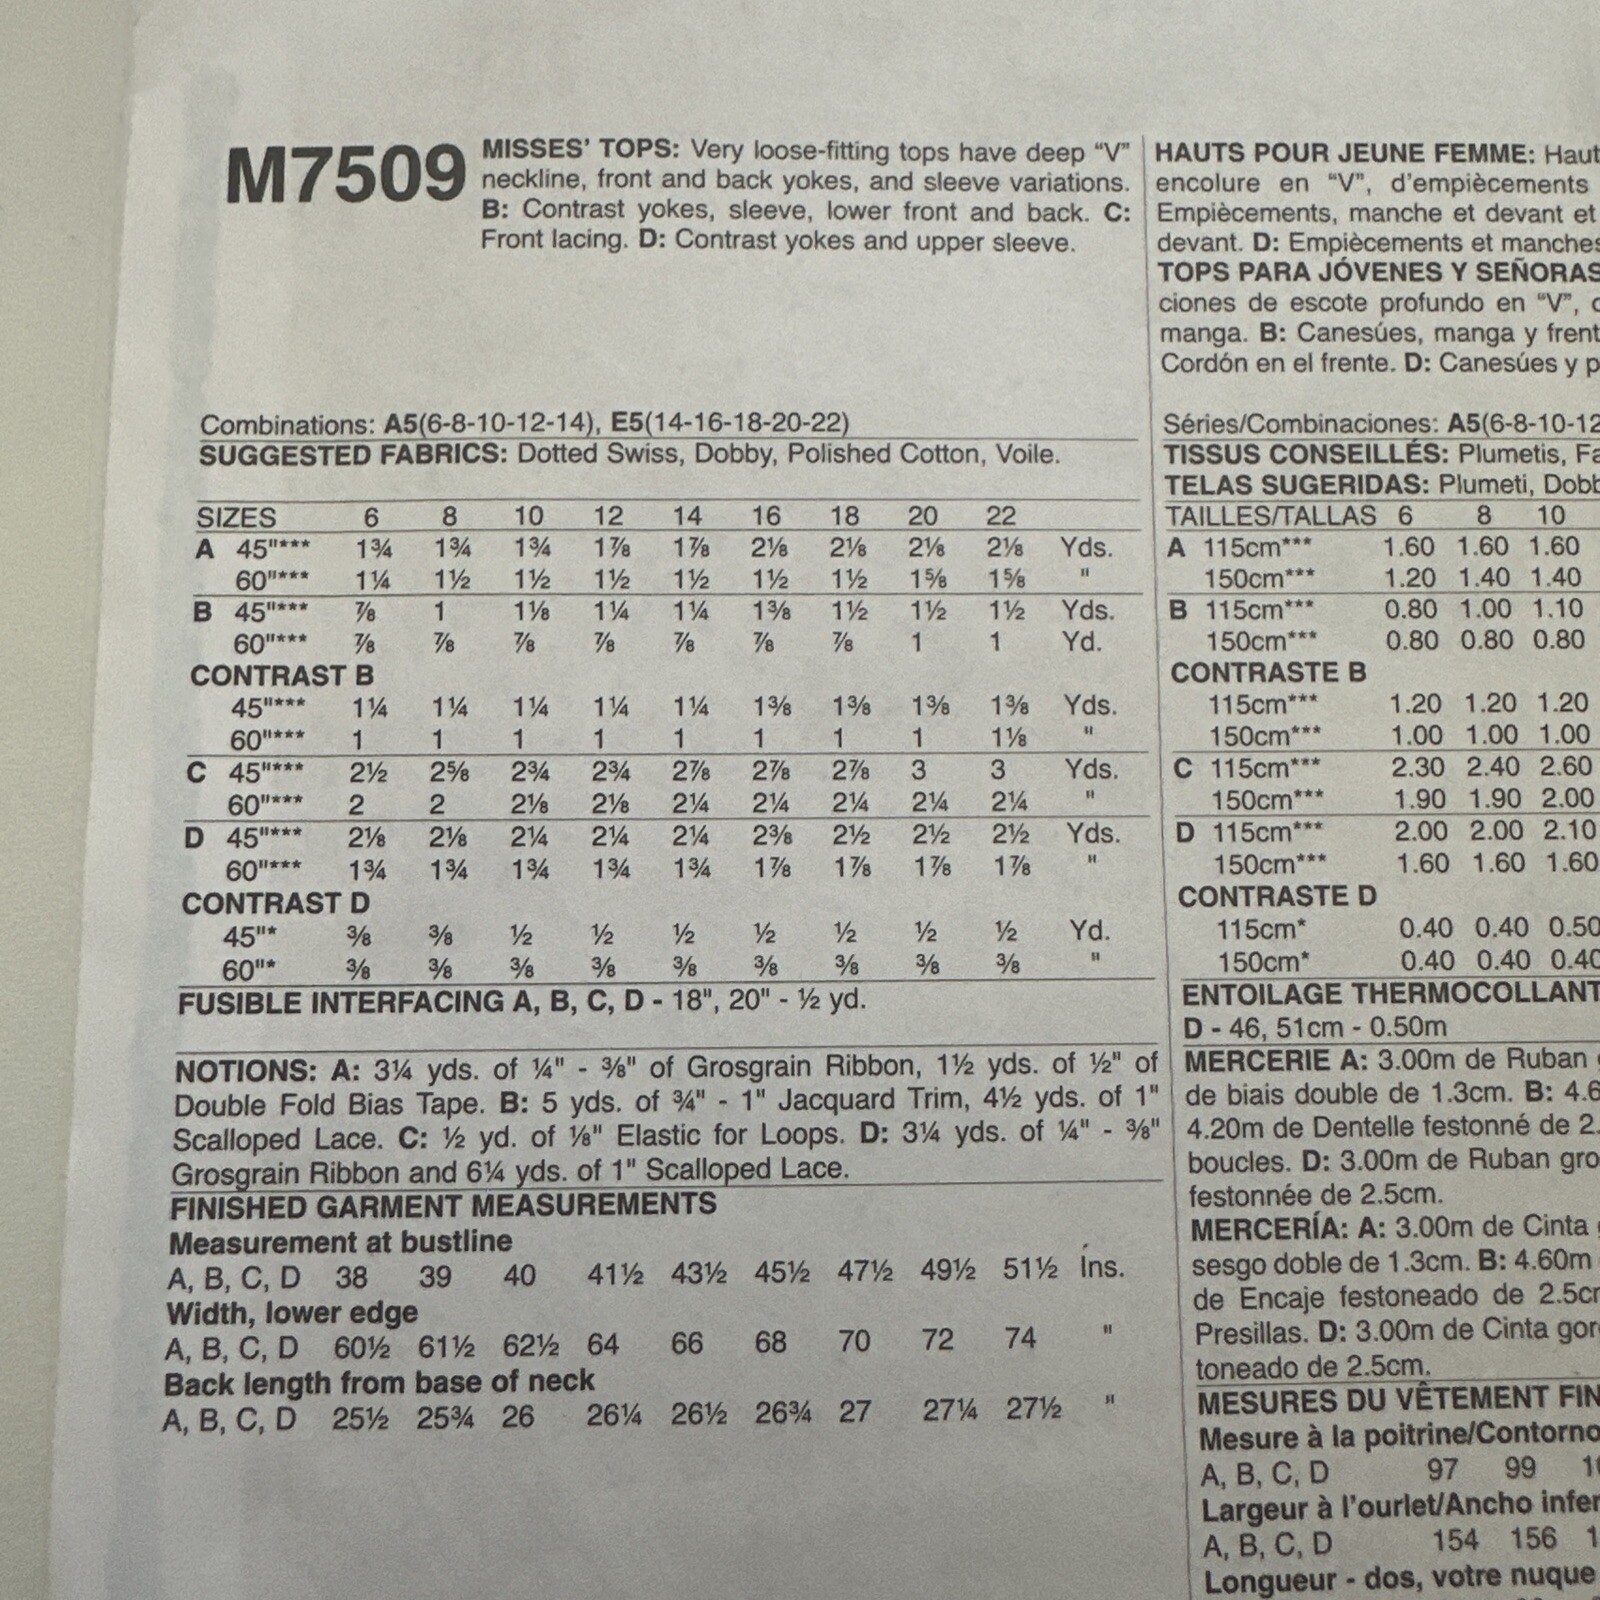 M7509
MISSES' TOPS: Very loose-fitting tops have deep “V”
neckline, front and back yokes, and sleeve variations.
B: Contrast yokes, sleeve, lower front and back. C:
Front lacing. D: Contrast yokes and upper sleeve.
Combinations: A5(6-8-10-12-14), E5(14-16-18-20-22)
SUGGESTED FABRICS: Dotted Swiss, Dobby, Polished Cotton, Voile.
SIZES 6 8 10 12 14 16 18 20 22
A 45"*** 1¾ 1¾ 1¾ 1⅞ 1⅞ 2⅛ 2⅛ 2⅛ 2⅛ Yds.
60"*** 1¼ 1½ 1½ 1½ 1½ 1½ 1½ 1⅝ 1⅝ "
B 45"*** ⅞ 1 1⅛ 1¼ 1¼ 1⅜ 1½ 1½ 1½ Yds.
60"*** ⅞ ⅞ ⅞ ⅞ ⅞ ⅞ ⅞ 1 1 Yd.
CONTRAST B
45"*** 1¼ 1¼ 1¼ 1¼ 1¼ 1⅜ 1⅜ 1⅜ 1⅜ Yds.
60"*** 1 1 1 1 1 1 1 1 1⅛ "
C 45"*** 2½ 2⅝ 2¾ 2¾ 2⅞ 2⅞ 2⅞ 3 3 Yds.
60"*** 2 2 2⅛ 2⅛ 2¼ 2¼ 2¼ 2¼ 2¼ "
D 45"*** 2⅛ 2⅛ 2¼ 2¼ 2¼ 2⅜ 2½ 2½ 2½ Yds.
60"*** 1¾ 1¾ 1¾ 1¾ 1¾ 1⅞ 1⅞ 1⅞ 1⅞ "
CONTRAST D
45"* ⅜ ⅜ ½ ½ ½ ½ ½ ½ ½ Yd.
60"* ⅜ ⅜ ⅜ ⅜ ⅜ ⅜ ⅜ ⅜ ⅜ "
FUSIBLE INTERFACING A, B, C, D - 18", 20" - ½ yd.
NOTIONS: A: 3¼ yds. of ¼" - ⅜" of Grosgrain Ribbon, 1½ yds. of ½" of
Double Fold Bias Tape. B: 5 yds. of ¾" - 1" Jacquard Trim, 4½ yds. of 1"
Scalloped Lace. C: ½ yd. of ⅛" Elastic for Loops. D: 3¼ yds. of ¼" - ⅜"
Grosgrain Ribbon and 6¼ yds. of 1" Scalloped Lace.
FINISHED GARMENT MEASUREMENTS
Measurement at bustline
A, B, C, D 38 39 40 41½ 43½ 45½ 47½ 49½ 51½ Ins.
Width, lower edge
A, B, C, D 60½ 61½ 62½ 64 66 68 70 72 74 "
Back length from base of neck
A, B, C, D 25½ 25¾ 26 26¼ 26½ 26¾ 27 27¼ 27½ "
HAUTS POUR JEUNE FEMME: Haut
encolure en “V”, d'empiècements
Empiècements, manche et devant et
devant. D: Empiècements et manches
TOPS PARA JÓVENES Y SEÑORAS
ciones de escote profundo en “V”,
manga. B: Canesúes, manga y frent
Cordón en el frente. D: Canesúes y p
Séries/Combinaciones: A5(6-8-10-12
TISSUS CONSEILLÉS: Plumetis, Fa
TELAS SUGERIDAS: Plumeti, Dobb
TAILLES/TALLAS 6 8 10
A 115cm*** 1.60 1.60 1.60
150cm*** 1.20 1.40 1.40
B 115cm*** 0.80 1.00 1.10
150cm*** 0.80 0.80 0.80
CONTRASTE B
115cm*** 1.20 1.20 1.20
150cm*** 1.00 1.00 1.00
C 115cm*** 2.30 2.40 2.60
150cm*** 1.90 1.90 2.00
D 115cm*** 2.00 2.00 2.10
150cm*** 1.60 1.60 1.60
CONTRASTE D
115cm* 0.40 0.40 0.50
150cm* 0.40 0.40 0.40
ENTOILAGE THERMOCOLLANT
D - 46, 51cm - 0.50m
MERCERIE A: 3.00m de Ruban
de biais double de 1.3cm. B: 4.6
4.20m de Dentelle festonné de 2.
boucles. D: 3.00m de Ruban gro
festonnée de 2.5cm.
MERCERÍA: A: 3.00m de Cinta
sesgo doble de 1.3cm. B: 4.60m
de Encaje festoneado de 2.5cm
Presillas. D: 3.00m de Cinta gor
toneado de 2.5cm.
MESURES DU VÊTEMENT FIN
Mesure à la poitrine/Contorno
A, B, C, D 97 99 1
Largeur à l'ourlet/Ancho infer
A, B, C, D 154 156 1
Longueur - dos, votre nuque